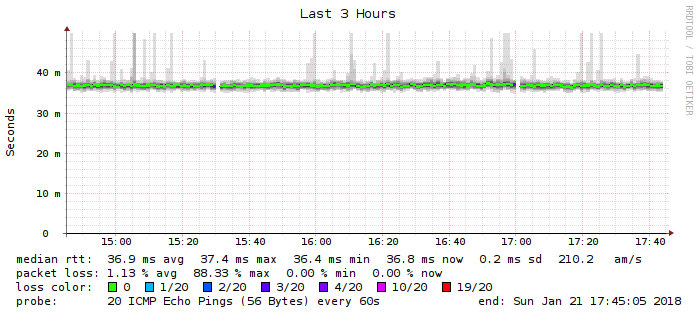 Last 3 Hours
RRDTOOL / TOBI OETIKER
Seconds
40 m
30 m
20 m
10 m
0
15:00 15:20 15:40 16:00 16:20 16:40 17:00 17:20 17:40
median rtt: 36.9 ms avg 37.4 ms max 36.4 ms min 36.8 ms now 0.2 ms sd 210.2 am/s
packet loss: 1.13 % avg 88.33 % max 0.00 % min 0.00 % now
loss color: 0 1/20 2/20 3/20 4/20 10/20 19/20
probe: 20 ICMP Echo Pings (56 Bytes) every 60s end: Sun Jan 21 17:45:05 2018